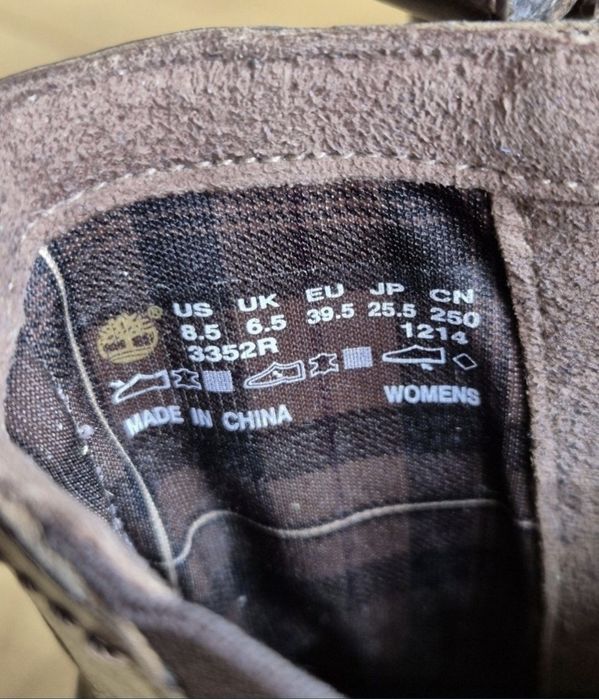 US UK EU JP CN
8.5 6.5 39.5 25.5 250
3352R 1214
WOMENS
MADE IN CHINA